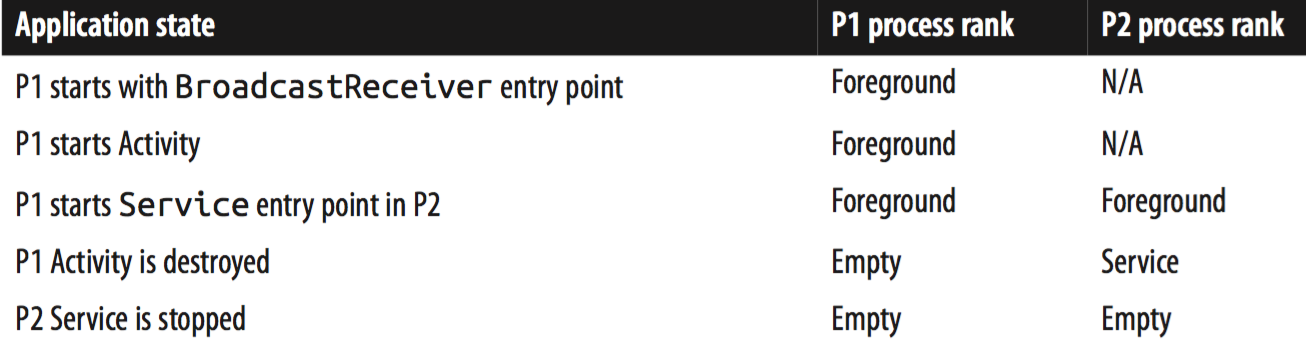 Application state P1 process rank P2 process rank
P1 starts with BroadcastReceiver entry point Foreground N/A
P1 starts Activity Foreground N/A
P1 starts Service entry point in P2 Foreground Foreground
P1 Activity is destroyed Empty Service
P2 Service is stopped Empty Empty